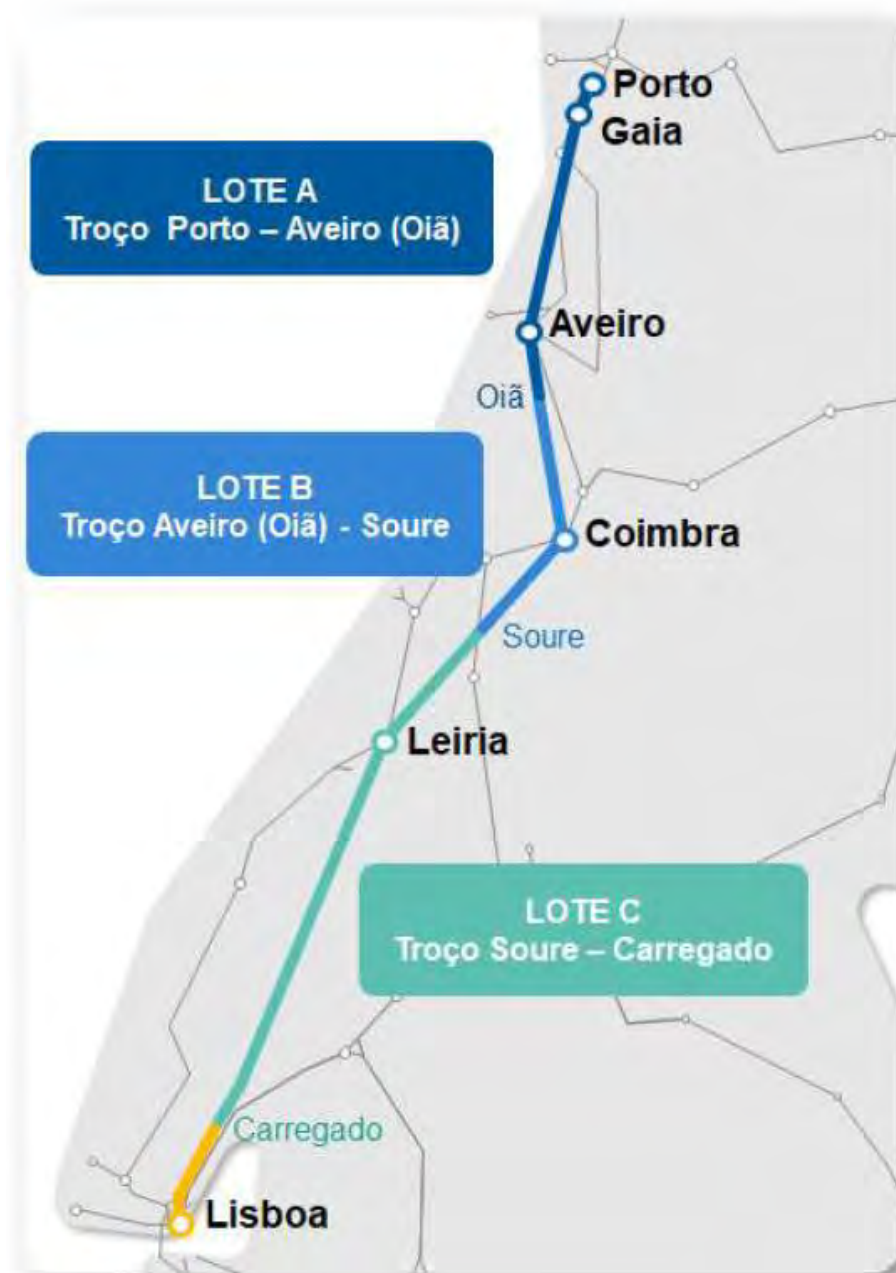 Porto
Gaia
LOTE A
Troço Porto – Aveiro (Oiã)
Aveiro
Oiã
LOTE B
Troço Aveiro (Oiã) - Soure
Coimbra
Soure
Leiria
LOTE C
Troço Soure – Carregado
Carregado
Lisboa